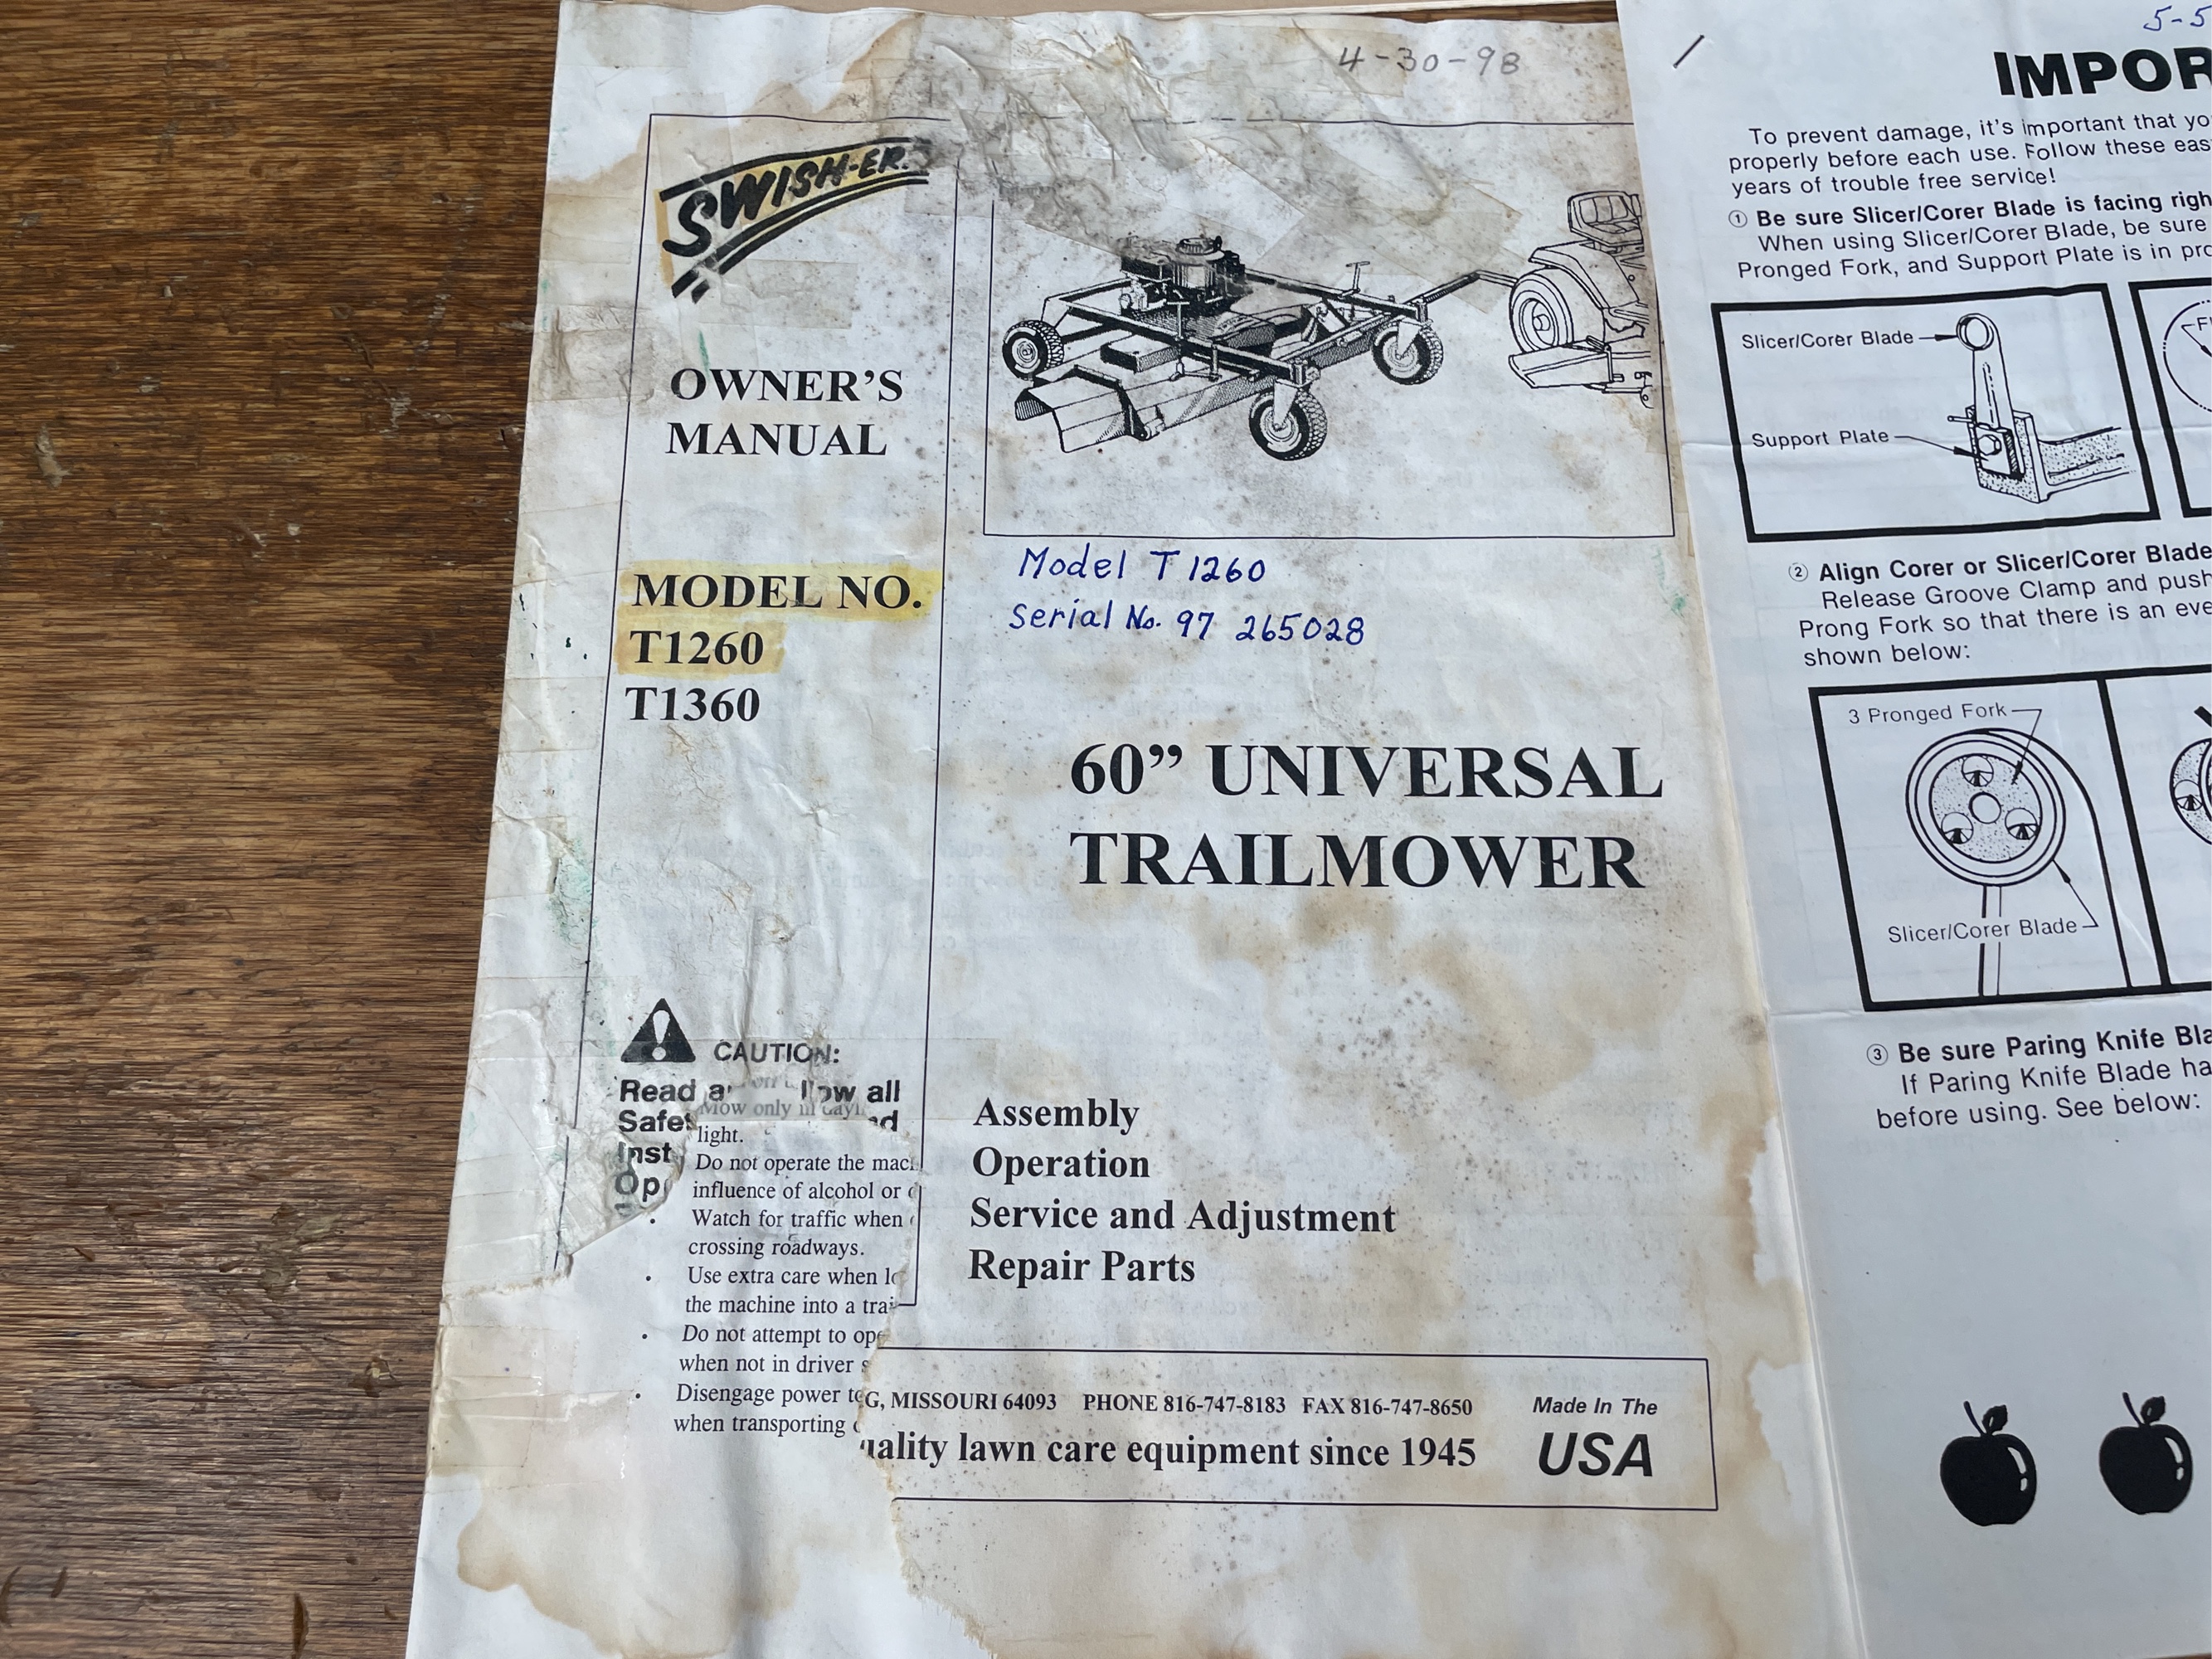 4-30-98
SWISH-ER.
OWNER'S
MANUAL
MODEL NO.
T1260
T1360
Model T1260
Serial No. 97 265028
60” UNIVERSAL
TRAILMOWER
CAUTION:
Read all
Inst
Mow only in
light.
Do not operate the
influence of alcohol or
• Watch for traffic when
crossing roadways.
• Use extra care when
the machine into a
• Do not attempt to
when not in driver
• Disengage power
when transporting
Assembly
Operation
Service and Adjustment
Repair Parts
MISSOURI 64093 PHONE 816-747-8183 FAX 816-747-8650
lawn care equipment since 1945
Made In The
USA
5-5
IMPOR
To prevent damage, it's important that yo
properly before each use. Follow these eas
years of trouble free service!
① Be sure Slicer/Corer Blade is facing righ
When using Slicer/Corer Blade, be sure
Pronged Fork, and Support Plate is in pro
Slicer/Corer Blade
Support Plate
② Align Corer or Slicer/Corer Blade
Release Groove Clamp and push
Prong Fork so that there is an eve
shown below:
3 Pronged Fork
Slicer/Corer Blade
③ Be sure Paring Knife Bla
If Paring Knife Blade ha
before using. See below: